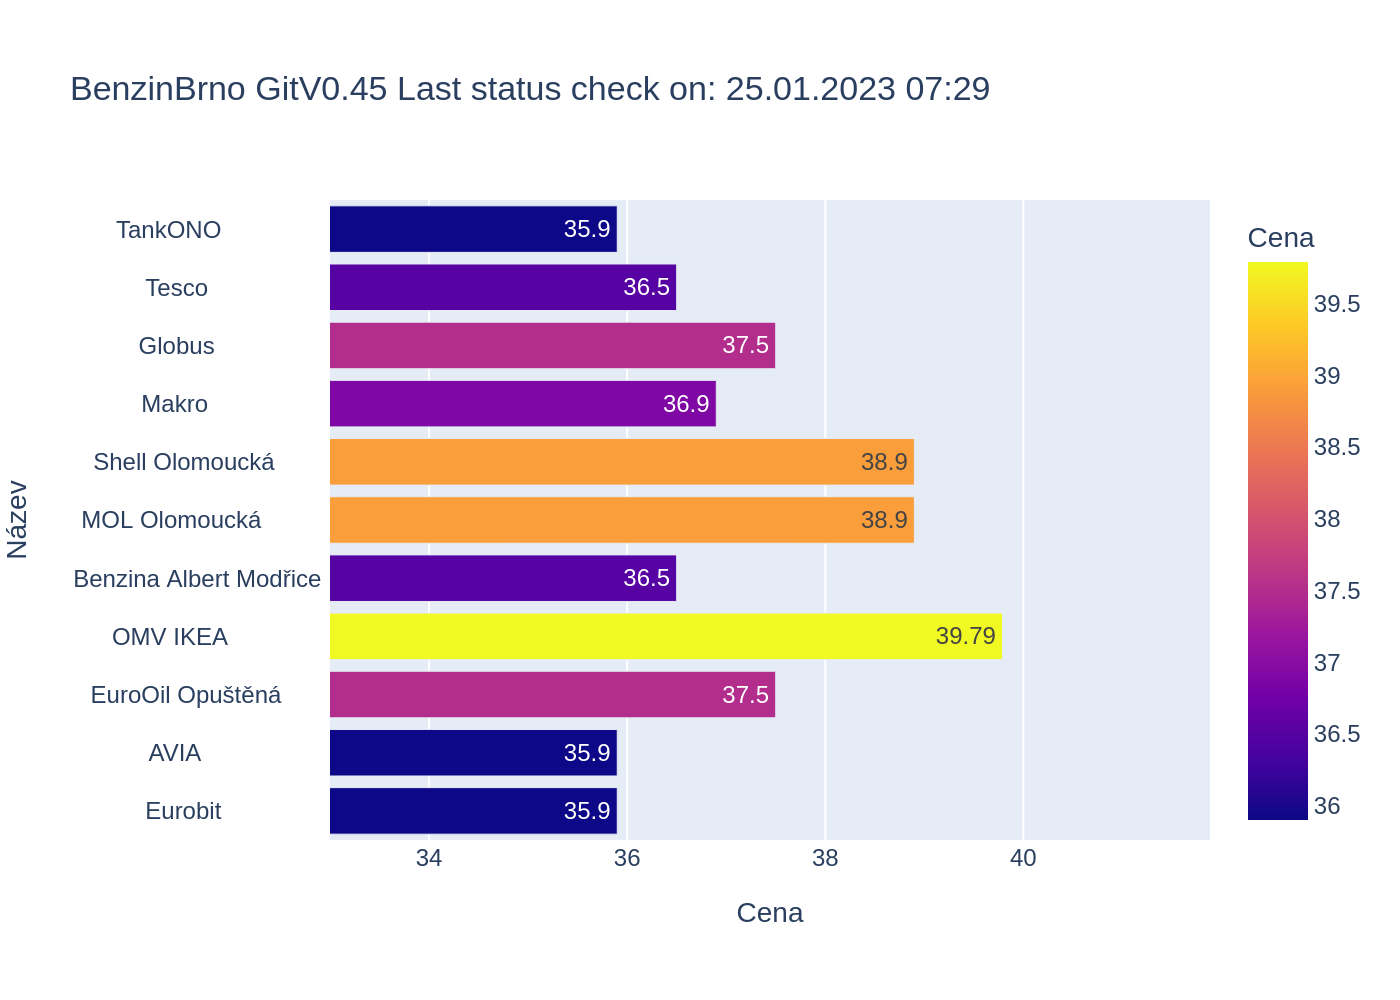 BenzinBrno GitV0.45 Last status check on: 25.01.2023 07:29
Název
TankONO 35.9
Tesco 36.5
Globus 37.5
Makro 36.9
Shell Olomoucká 38.9
MOL Olomoucká 38.9
Benzina Albert Modřice 36.5
OMV IKEA 39.79
EuroOil Opuštěná 37.5
AVIA 35.9
Eurobit 35.9
34 36 38 40
Cena
Cena
39.5
39
38.5
38
37.5
37
36.5
36